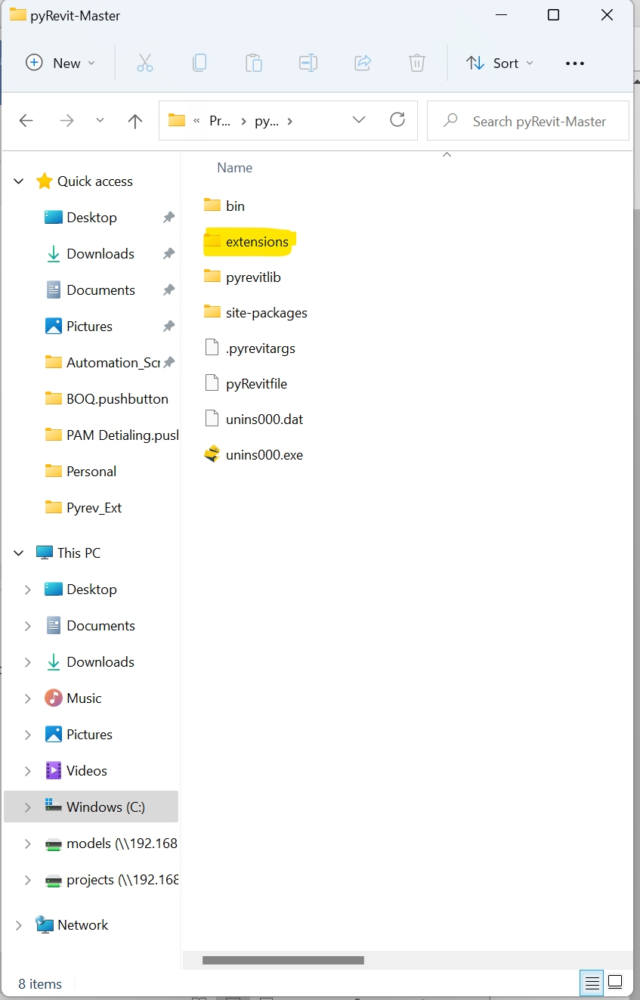 pyRevit-Master
New
Sort
« Pr... › py... ›
Search pyRevit-Master
Name
Quick access
Desktop
Downloads
Documents
Pictures
Automation_Scr
BOQ.pushbutton
PAM Detialing.pusl
Personal
Pyrev_Ext
This PC
Desktop
Documents
Downloads
Music
Pictures
Videos
Windows (C:)
models (\\192.168
projects (\\192.168
Network
bin
extensions
pyrevitlib
site-packages
.pyrevitargs
pyRevitfile
unins000.dat
unins000.exe
8 items